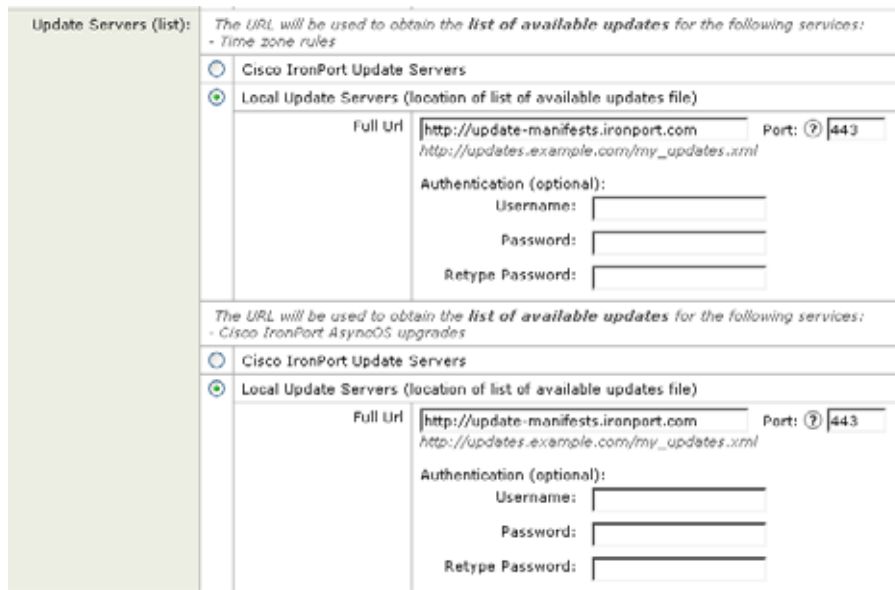 Update Servers (list):
The URL will be used to obtain the list of available updates for the following services:
- Time zone rules
Cisco IronPort Update Servers
Local Update Servers (location of list of available updates file)
Full Url http://update-manifests.ironport.com Port: ? 443
http://updates.example.com/my_updates.xml
Authentication (optional):
Username:
Password:
Retype Password:
The URL will be used to obtain the list of available updates for the following services:
- Cisco IronPort AsyncOS upgrades
Cisco IronPort Update Servers
Local Update Servers (location of list of available updates file)
Full Url http://update-manifests.ironport.com Port: ? 443
http://updates.example.com/my_updates.xml
Authentication (optional):
Username:
Password:
Retype Password: